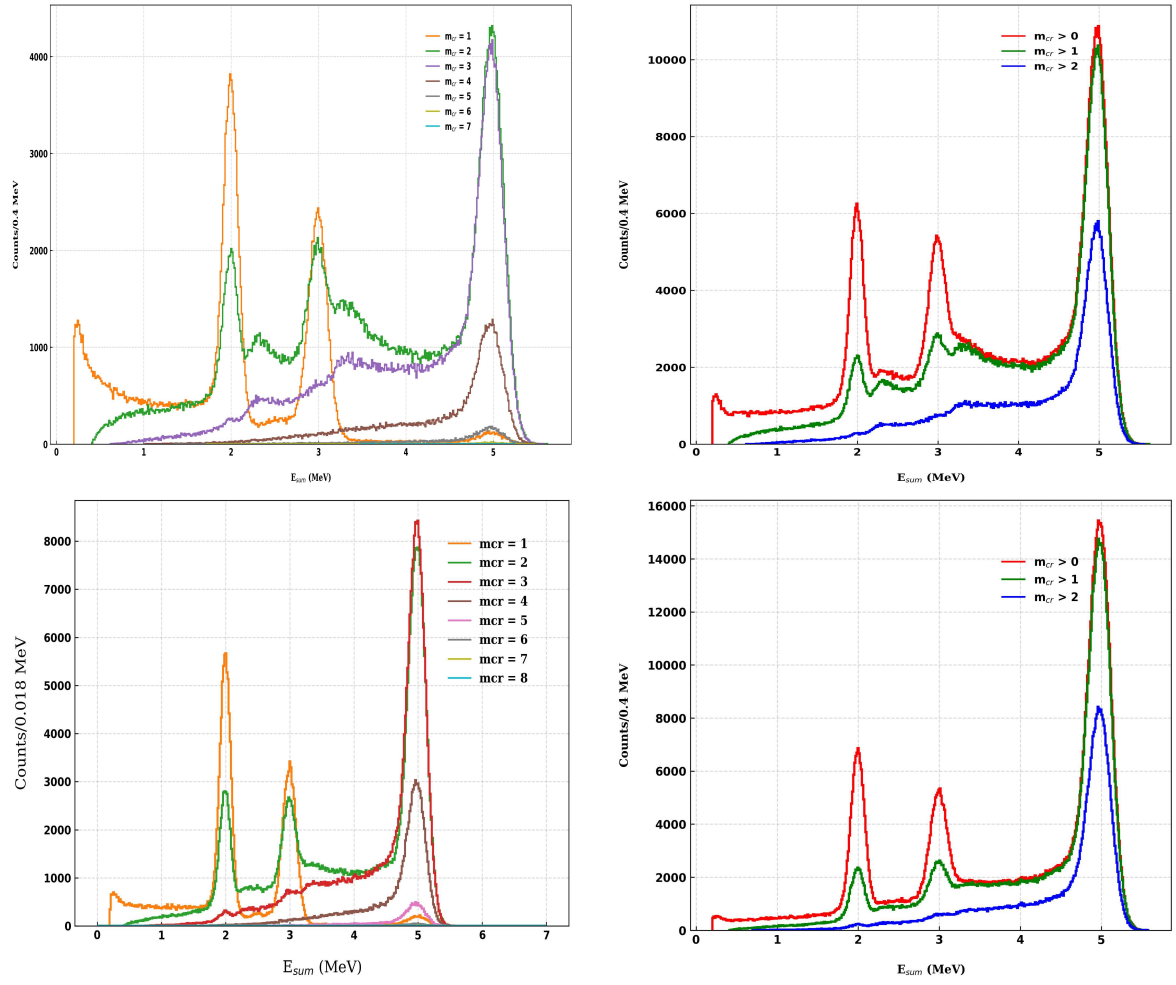 m_cr = 1
m_cr = 2
m_cr = 3
m_cr = 4
m_cr = 5
m_cr = 6
m_cr = 7
4000
3000
2000
1000
0
Counts/0.4 MeV
0 1 2 3 4 5
E_sum (MeV)
m_cr > 0
m_cr > 1
m_cr > 2
10000
8000
6000
4000
2000
0
Counts/0.4 MeV
0 1 2 3 4 5
E_sum (MeV)
mcr = 1
mcr = 2
mcr = 3
mcr = 4
mcr = 5
mcr = 6
mcr = 7
mcr = 8
8000
7000
6000
5000
4000
3000
2000
1000
0
Counts/0.018 MeV
0 1 2 3 4 5 6 7
E_sum (MeV)
m_cr > 0
m_cr > 1
m_cr > 2
16000
14000
12000
10000
8000
6000
4000
2000
0
Counts/0.4 MeV
0 1 2 3 4 5
E_sum (MeV)